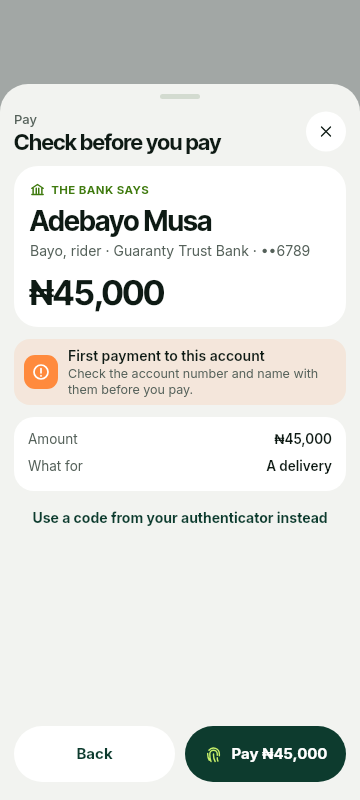 Pay
Check before you pay
THE BANK SAYS
Adebayo Musa
Bayo, rider · Guaranty Trust Bank · ••6789
₦45,000
First payment to this account
Check the account number and name with
them before you pay.
Amount ₦45,000
What for A delivery
Use a code from your authenticator instead
Back Pay ₦45,000